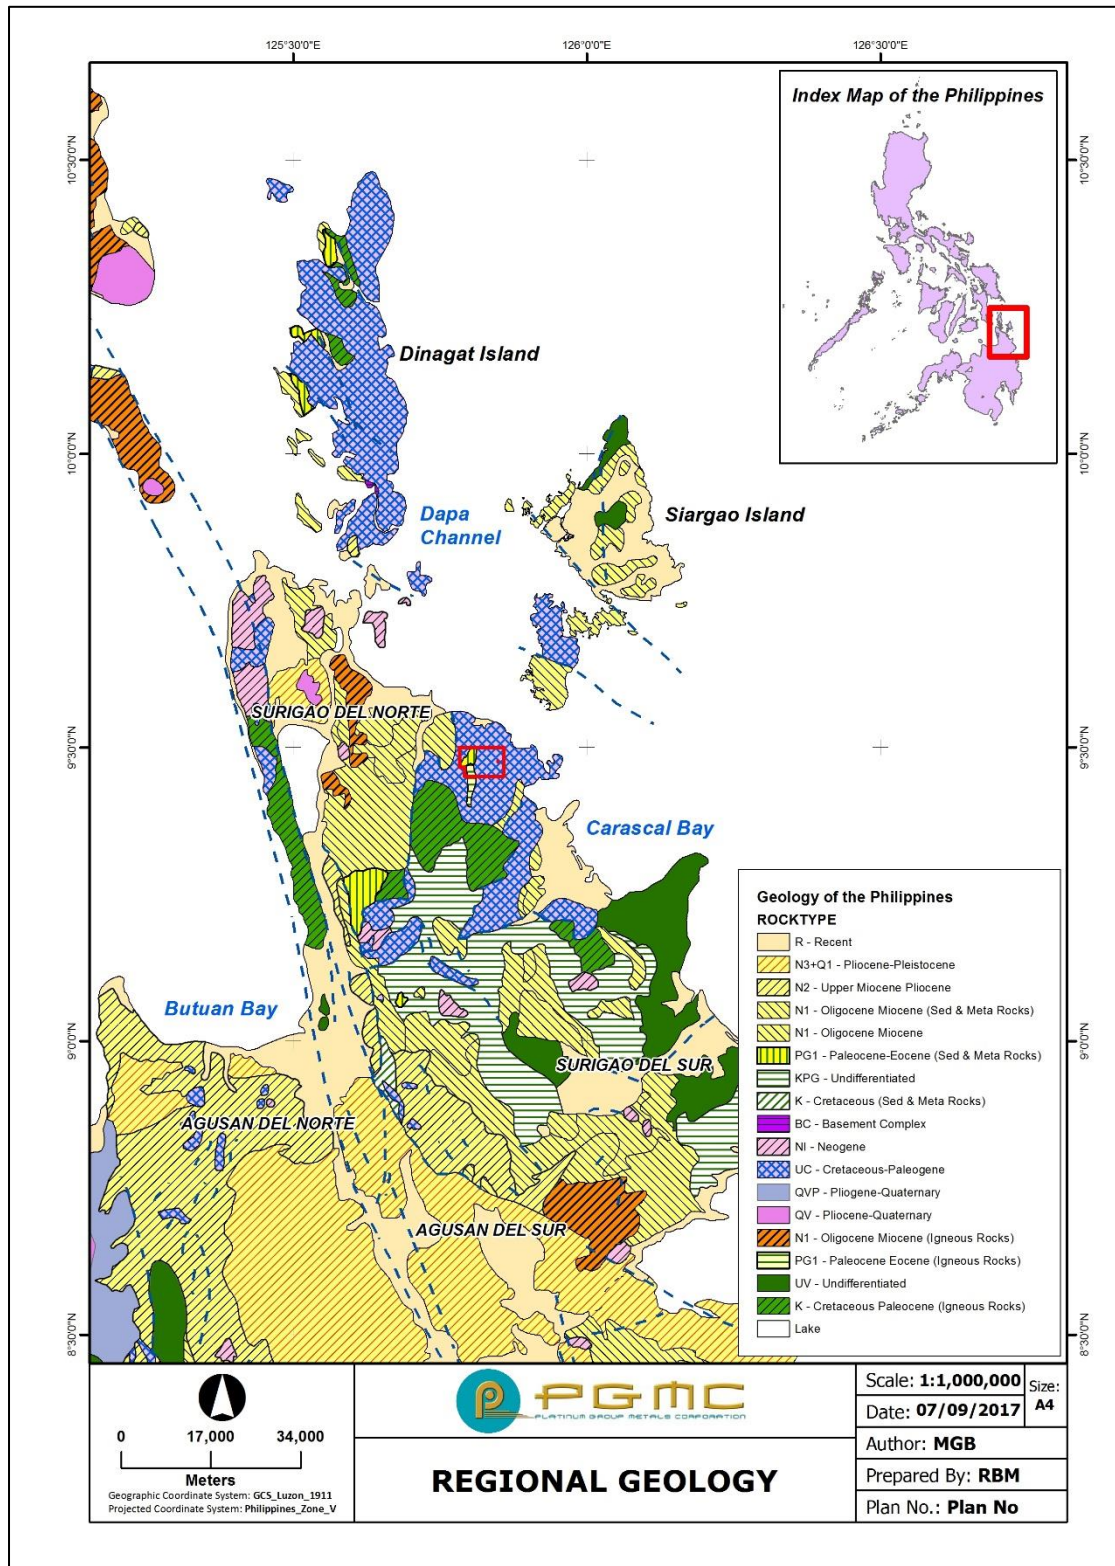 125°30'0"E
126°0'0"E
126°30'0"E
Index Map of the Philippines
10°30'0"N
10°30'0"N
Dinagat Island
10°0'0"N
10°0'0"N
Dapa
Channel
Siargao Island
SURIGAO DEL NORTE
9°30'0"N
9°30'0"N
Carascal Bay
Butuan Bay
9°0'0"N
9°0'0"N
SURIGAO DEL SUR
AGUSAN DEL NORTE
AGUSAN DEL SUR
8°30'0"N
8°30'0"N
Geology of the Philippines
ROCKTYPE
R - Recent
N3+Q1 - Pliocene-Pleistocene
N2 - Upper Miocene Pliocene
N1 - Oligocene Miocene (Sed & Meta Rocks)
N1 - Oligocene Miocene
PG1 - Paleocene-Eocene (Sed & Meta Rocks)
KPG - Undifferentiated
K - Cretaceous (Sed & Meta Rocks)
BC - Basement Complex
NI - Neogene
UC - Cretaceous-Paleogene
QVP - Pliogene-Quaternary
QV - Pliocene-Quaternary
N1 - Oligocene Miocene (Igneous Rocks)
PG1 - Paleocene Eocene (Igneous Rocks)
UV - Undifferentiated
K - Cretaceous Paleocene (Igneous Rocks)
Lake
0 17,000 34,000
Meters
Geographic Coordinate System: GCS_Luzon_1911
Projected Coordinate System: Philippines_Zone_V
PGMC
PLATINUM GROUP METALS CORPORATION
REGIONAL GEOLOGY
Scale: 1:1,000,000
Size:
A4
Date: 07/09/2017
Author: MGB
Prepared By: RBM
Plan No.: Plan No